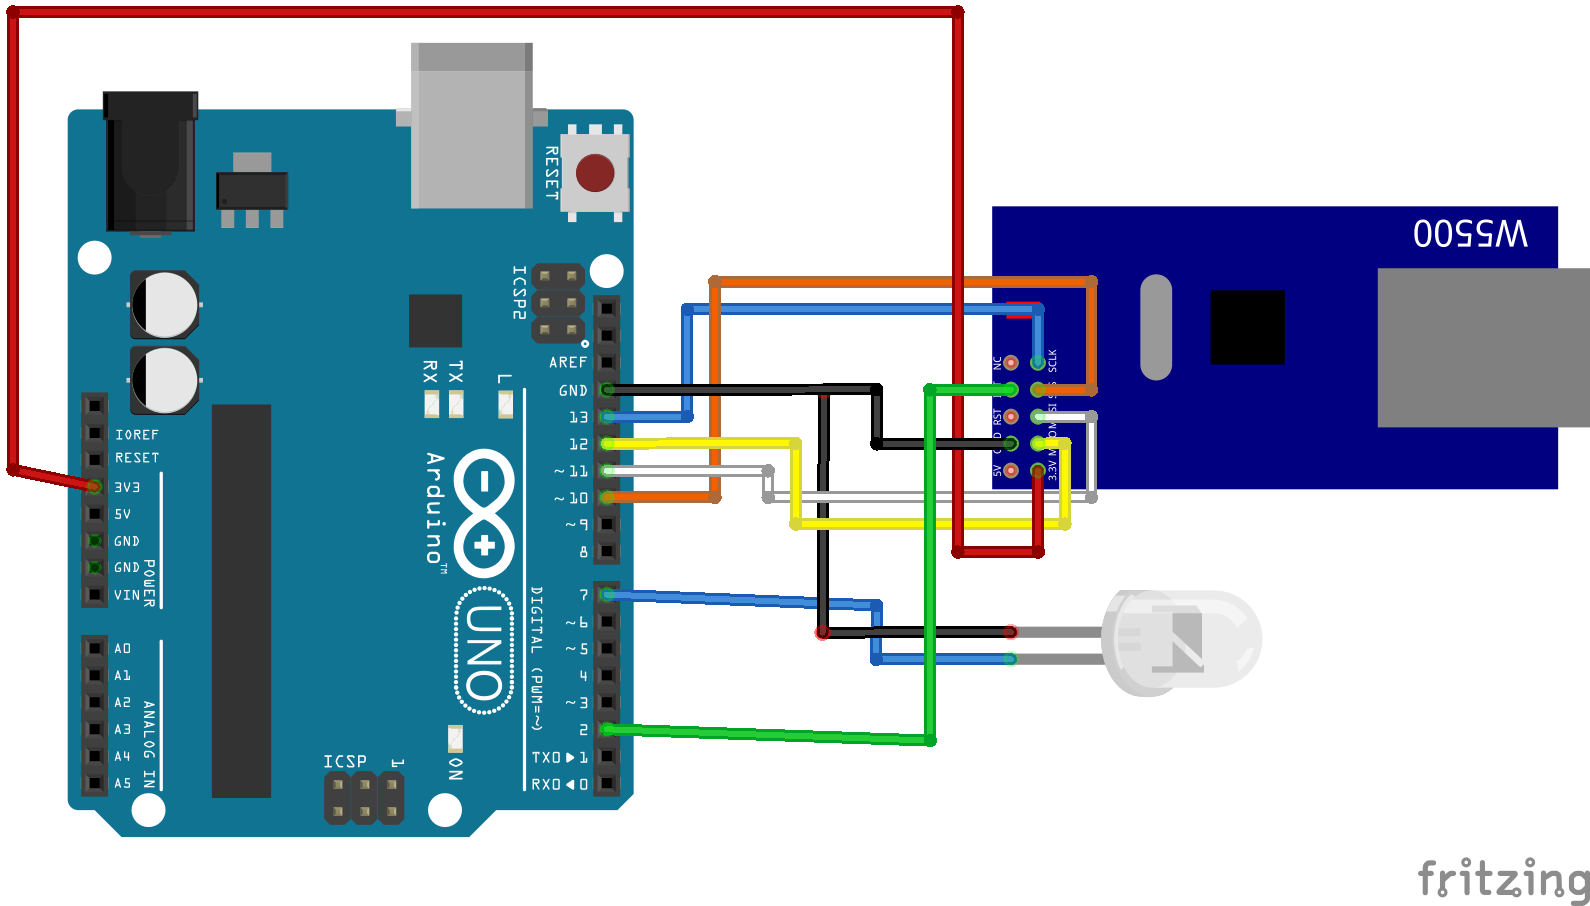 W5500
RESET
ICSP2
AREF
GND
13
12
~11
~10
~9
8
RX
TX
L
IOREF
RESET
3V3
5V
GND
GND
VIN
POWER
Arduino™
UNO
DIGITAL (PWM=~)
7
~6
~5
4
~3
2
TX0▶1
RX0◀0
A0
A1
A2
A3
A4
A5
ANALOG IN
ICSP
1
ON
NC
SCLK
RST
5V
3.3V
fritzing